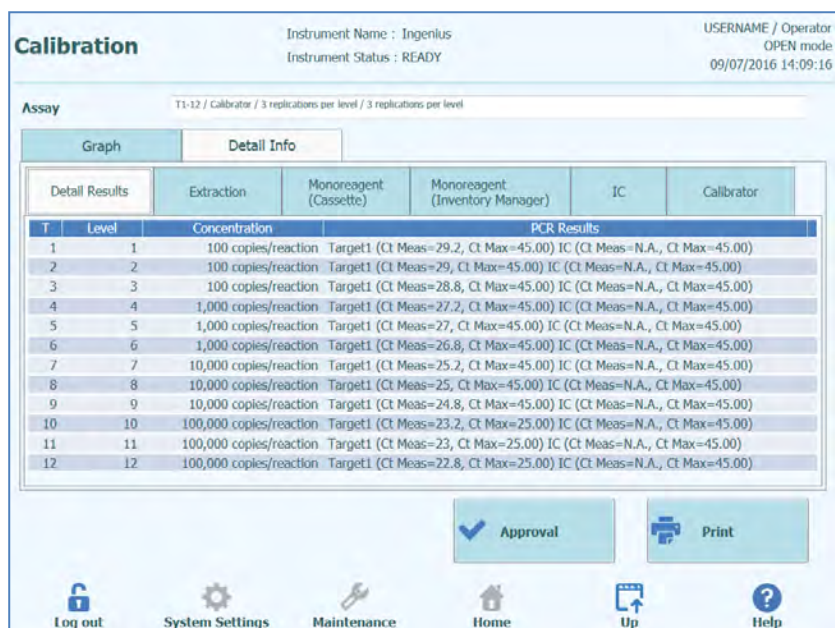 Calibration
Instrument Name : Ingenius
Instrument Status : READY
USERNAME / Operator
OPEN mode
09/07/2016 14:09:16
Assay
T1-12 / Calibrator / 3 replications per level / 3 replications per level
Graph
Detail Info
Detail Results
Extraction
Monoreagent
(Cassette)
Monoreagent
(Inventory Manager)
IC
Calibrator
T Level Concentration PCR Results
1 1 100 copies/reaction Target1 (Ct Meas=29.2, Ct Max=45.00) IC (Ct Meas=N.A., Ct Max=45.00)
2 2 100 copies/reaction Target1 (Ct Meas=29, Ct Max=45.00) IC (Ct Meas=N.A., Ct Max=45.00)
3 3 100 copies/reaction Target1 (Ct Meas=28.8, Ct Max=45.00) IC (Ct Meas=N.A., Ct Max=45.00)
4 4 1,000 copies/reaction Target1 (Ct Meas=27.2, Ct Max=45.00) IC (Ct Meas=N.A., Ct Max=45.00)
5 5 1,000 copies/reaction Target1 (Ct Meas=27, Ct Max=45.00) IC (Ct Meas=N.A., Ct Max=45.00)
6 6 1,000 copies/reaction Target1 (Ct Meas=26.8, Ct Max=45.00) IC (Ct Meas=N.A., Ct Max=45.00)
7 7 10,000 copies/reaction Target1 (Ct Meas=25.2, Ct Max=45.00) IC (Ct Meas=N.A., Ct Max=45.00)
8 8 10,000 copies/reaction Target1 (Ct Meas=25, Ct Max=45.00) IC (Ct Meas=N.A., Ct Max=45.00)
9 9 10,000 copies/reaction Target1 (Ct Meas=24.8, Ct Max=45.00) IC (Ct Meas=N.A., Ct Max=45.00)
10 10 100,000 copies/reaction Target1 (Ct Meas=23.2, Ct Max=25.00) IC (Ct Meas=N.A., Ct Max=45.00)
11 11 100,000 copies/reaction Target1 (Ct Meas=23, Ct Max=25.00) IC (Ct Meas=N.A., Ct Max=45.00)
12 12 100,000 copies/reaction Target1 (Ct Meas=22.8, Ct Max=25.00) IC (Ct Meas=N.A., Ct Max=45.00)
Approval
Print
Log out
System Settings
Maintenance
Home
Up
Help